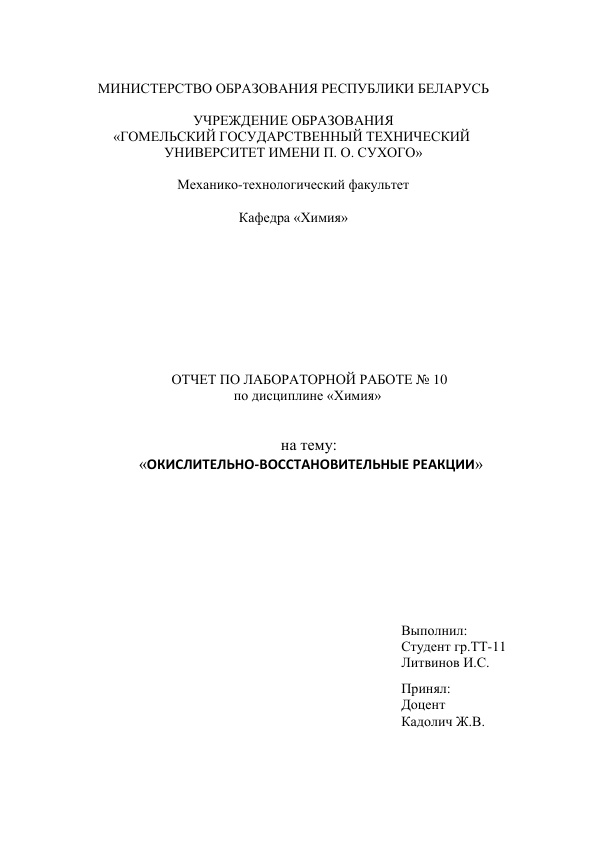 МИНИСТЕРСТВО ОБРАЗОВАНИЯ РЕСПУБЛИКИ БЕЛАРУСЬ
УЧРЕЖДЕНИЕ ОБРАЗОВАНИЯ
«ГОМЕЛЬСКИЙ ГОСУДАРСТВЕННЫЙ ТЕХНИЧЕСКИЙ
УНИВЕРСИТЕТ ИМЕНИ П. О. СУХОГО»
Механико-технологический факультет
Кафедра «Химия»
ОТЧЕТ ПО ЛАБОРАТОРНОЙ РАБОТЕ № 10
по дисциплине «Химия»
на тему:
«ОКИСЛИТЕЛЬНО-ВОССТАНОВИТЕЛЬНЫЕ РЕАКЦИИ»
Выполнил:
Студент гр.ТТ-11
Литвинов И.С.
Принял:
Доцент
Кадолич Ж.В.